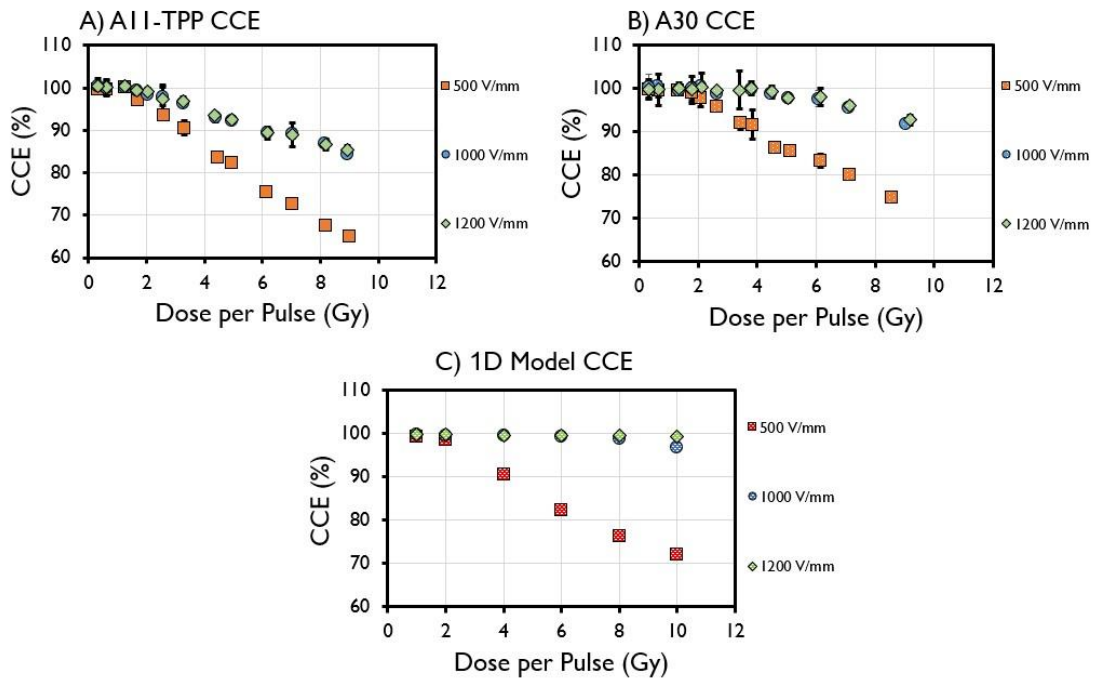 A) A11-TPP CCE
110
100
90
80
70
60
CCE (%)
0 2 4 6 8 10 12
Dose per Pulse (Gy)
500 V/mm
1000 V/mm
1200 V/mm
B) A30 CCE
110
100
90
80
70
60
CCE (%)
0 2 4 6 8 10 12
Dose per Pulse (Gy)
500 V/mm
1000 V/mm
1200 V/mm
C) 1D Model CCE
110
100
90
80
70
60
CCE (%)
0 2 4 6 8 10 12
Dose per Pulse (Gy)
500 V/mm
1000 V/mm
1200 V/mm